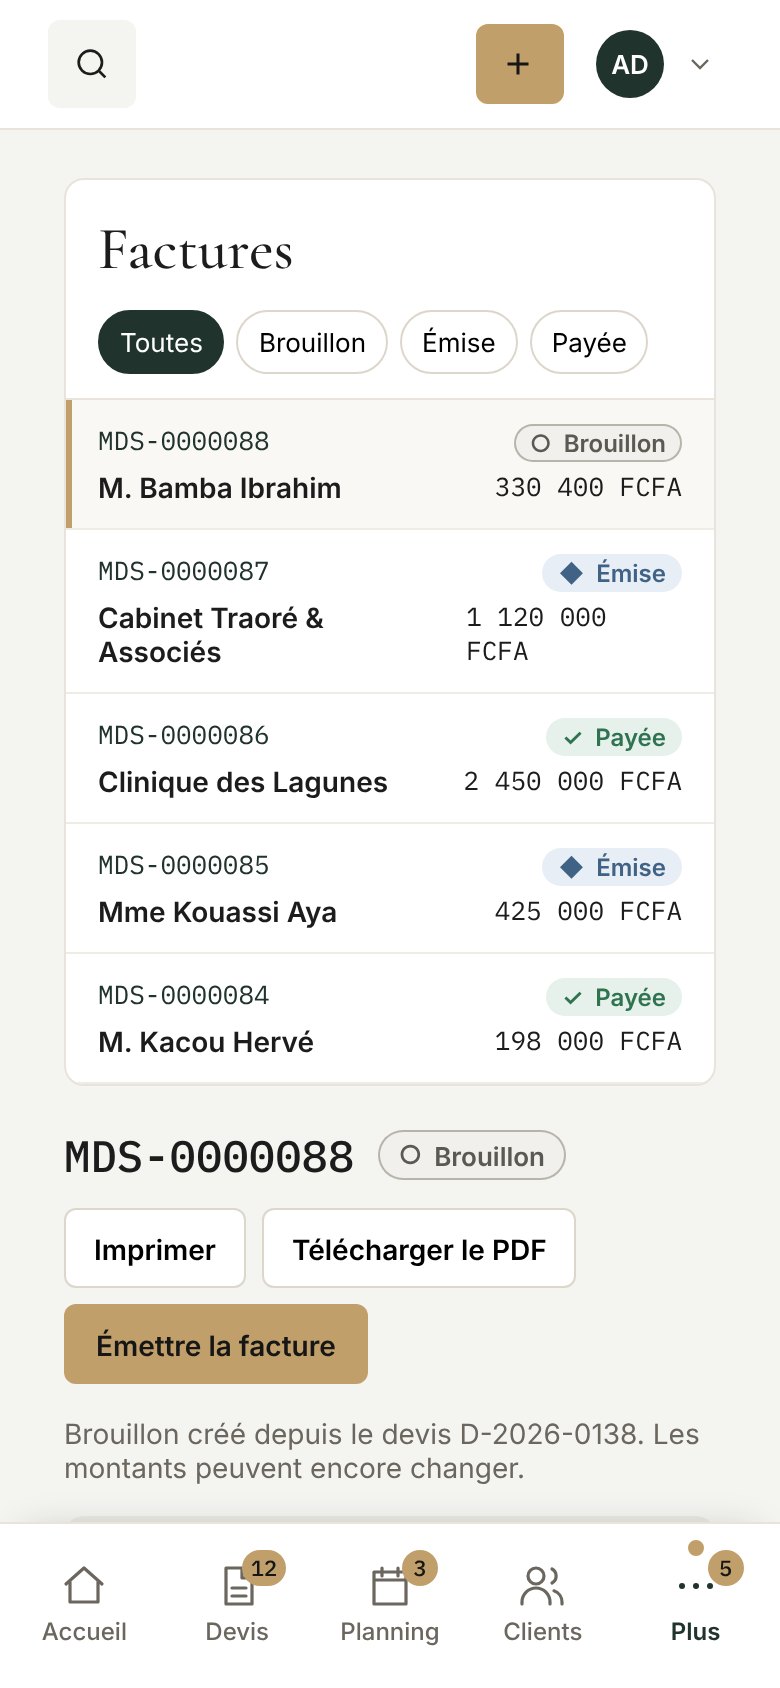 AD
Factures
Toutes
Brouillon
Émise
Payée
MDS-0000088
Brouillon
M. Bamba Ibrahim
330 400 FCFA
MDS-0000087
Émise
Cabinet Traoré &
Associés
1 120 000
FCFA
MDS-0000086
Payée
Clinique des Lagunes
2 450 000 FCFA
MDS-0000085
Émise
Mme Kouassi Aya
425 000 FCFA
MDS-0000084
Payée
M. Kacou Hervé
198 000 FCFA
MDS-0000088
Brouillon
Imprimer
Télécharger le PDF
Émettre la facture
Brouillon créé depuis le devis D-2026-0138. Les
montants peuvent encore changer.
12
3
5
Accueil
Devis
Planning
Clients
Plus